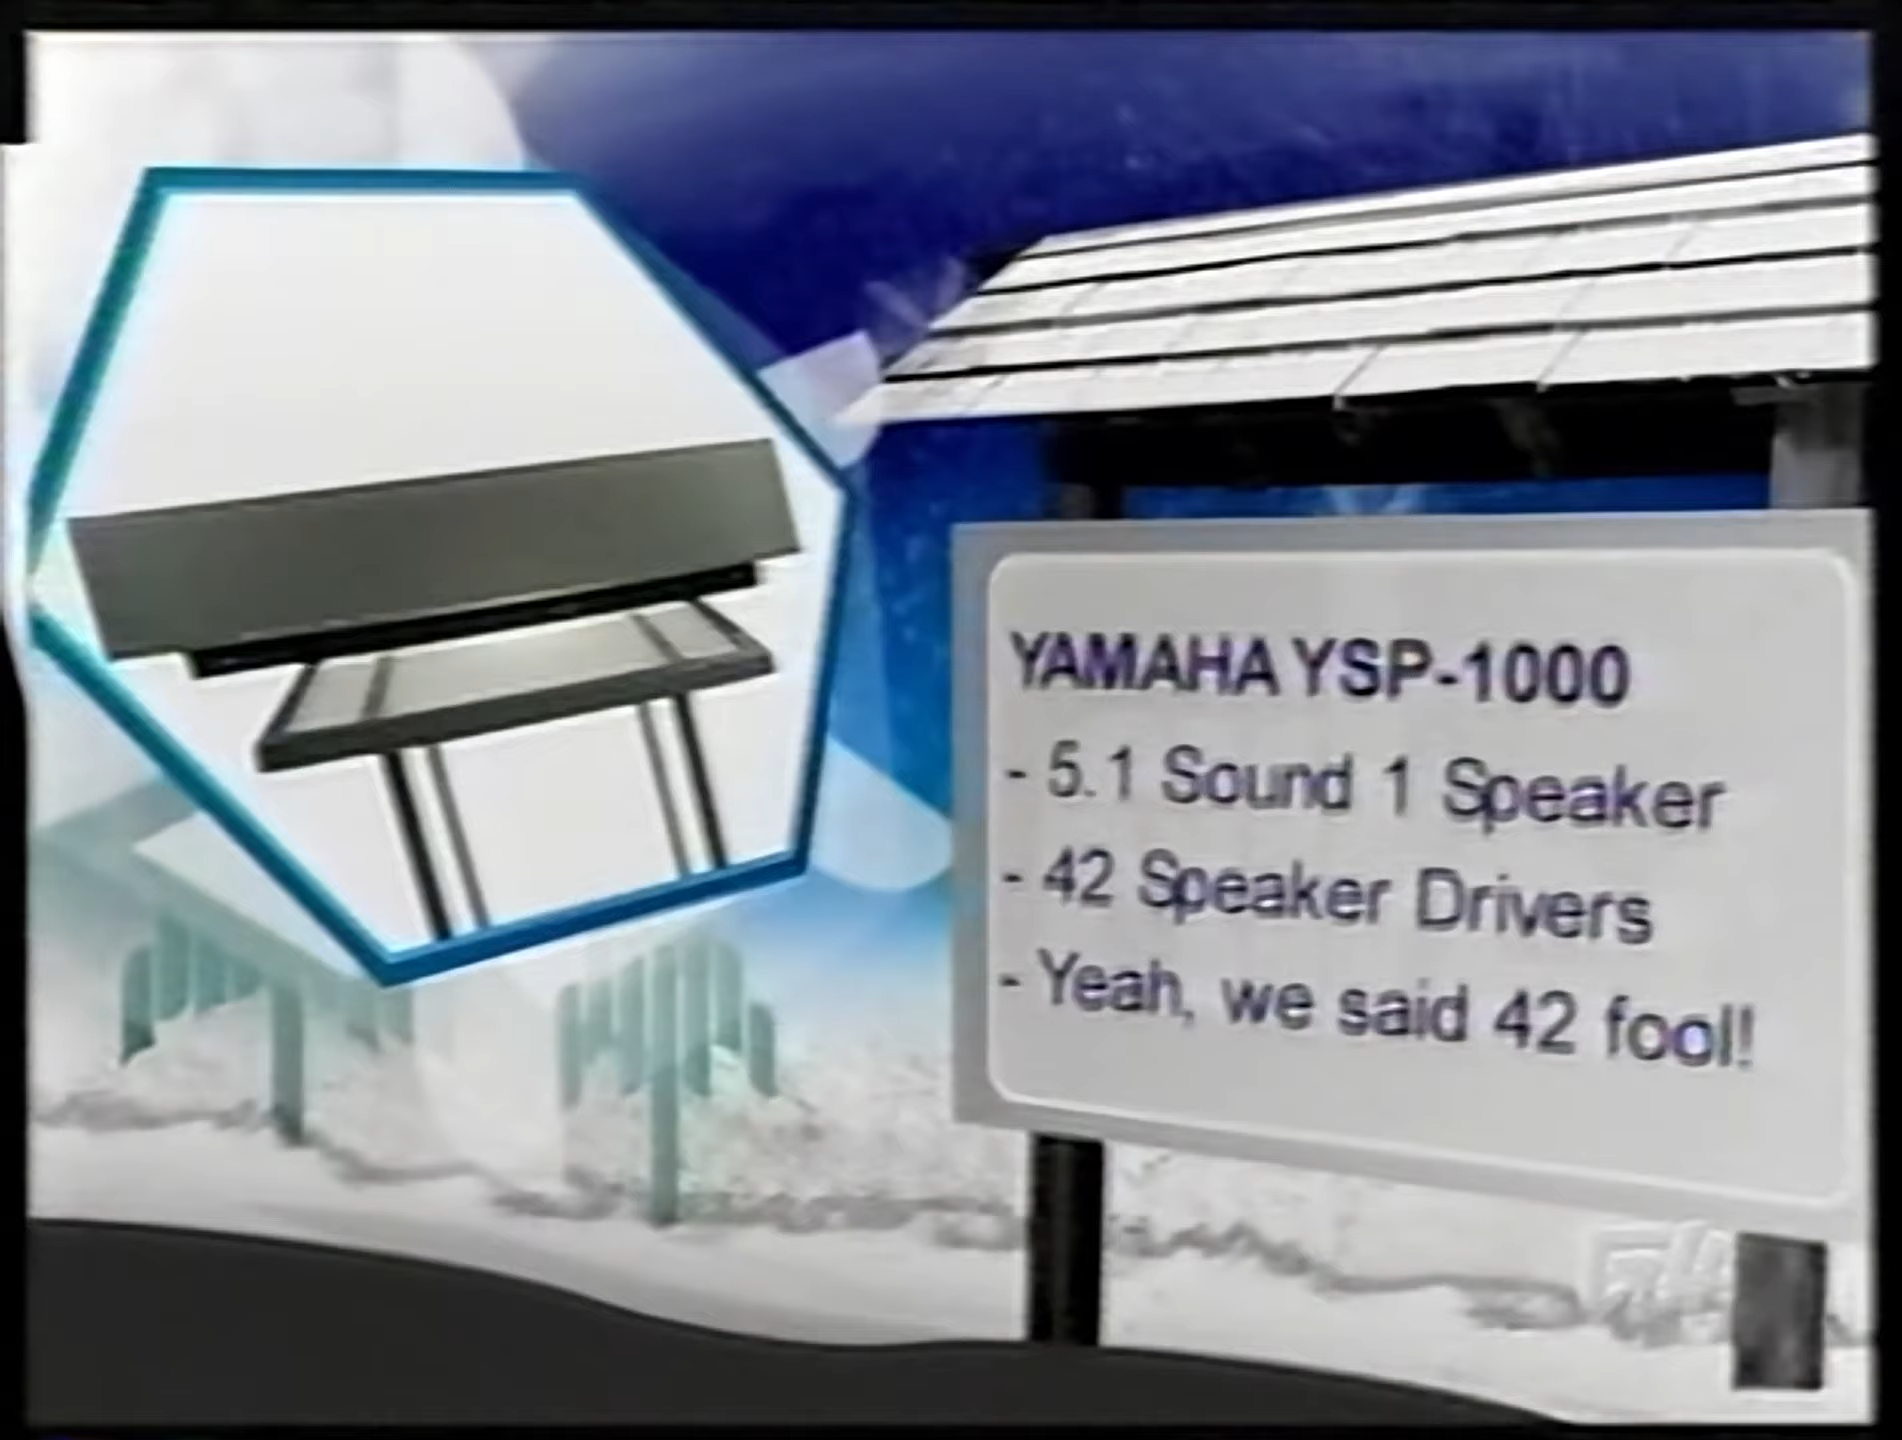 YAMAHA YSP-1000
- 5.1 Sound 1 Speaker
- 42 Speaker Drivers
- Yeah, we said 42 fool!